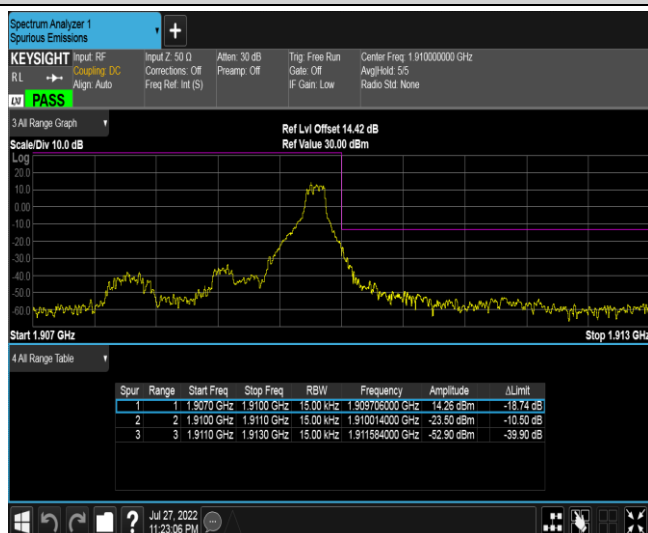 Spectrum Analyzer 1
Spurious Emissions
KEYSIGHT
RL
LXI PASS
Input: RF
Coupling: DC
Align: Auto
Input Z: 50 Ω
Corrections: Off
Freq Ref: Int (S)
Atten: 30 dB
Preamp: Off
Trig: Free Run
Gate: Off
IF Gain: Low
Center Freq: 1.910000000 GHz
Avg|Hold: 5/5
Radio Std: None
3 All Range Graph
Scale/Div 10.0 dB
Ref Lvl Offset 14.42 dB
Ref Value 30.00 dBm
Log
20.0
10.0
0.00
-10.0
-20.0
-30.0
-40.0
-50.0
-60.0
Start 1.907 GHz
Stop 1.913 GHz
4 All Range Table
Spur Range Start Freq Stop Freq RBW Frequency Amplitude ΔLimit
1 1 1.9070 GHz 1.9100 GHz 15.00 kHz 1.909706000 GHz 14.26 dBm -18.74 dB
2 2 1.9100 GHz 1.9110 GHz 15.00 kHz 1.910014000 GHz -23.50 dBm -10.50 dB
3 3 1.9110 GHz 1.9130 GHz 15.00 kHz 1.911584000 GHz -52.90 dBm -39.90 dB
Jul 27, 2022
11:23:06 PM